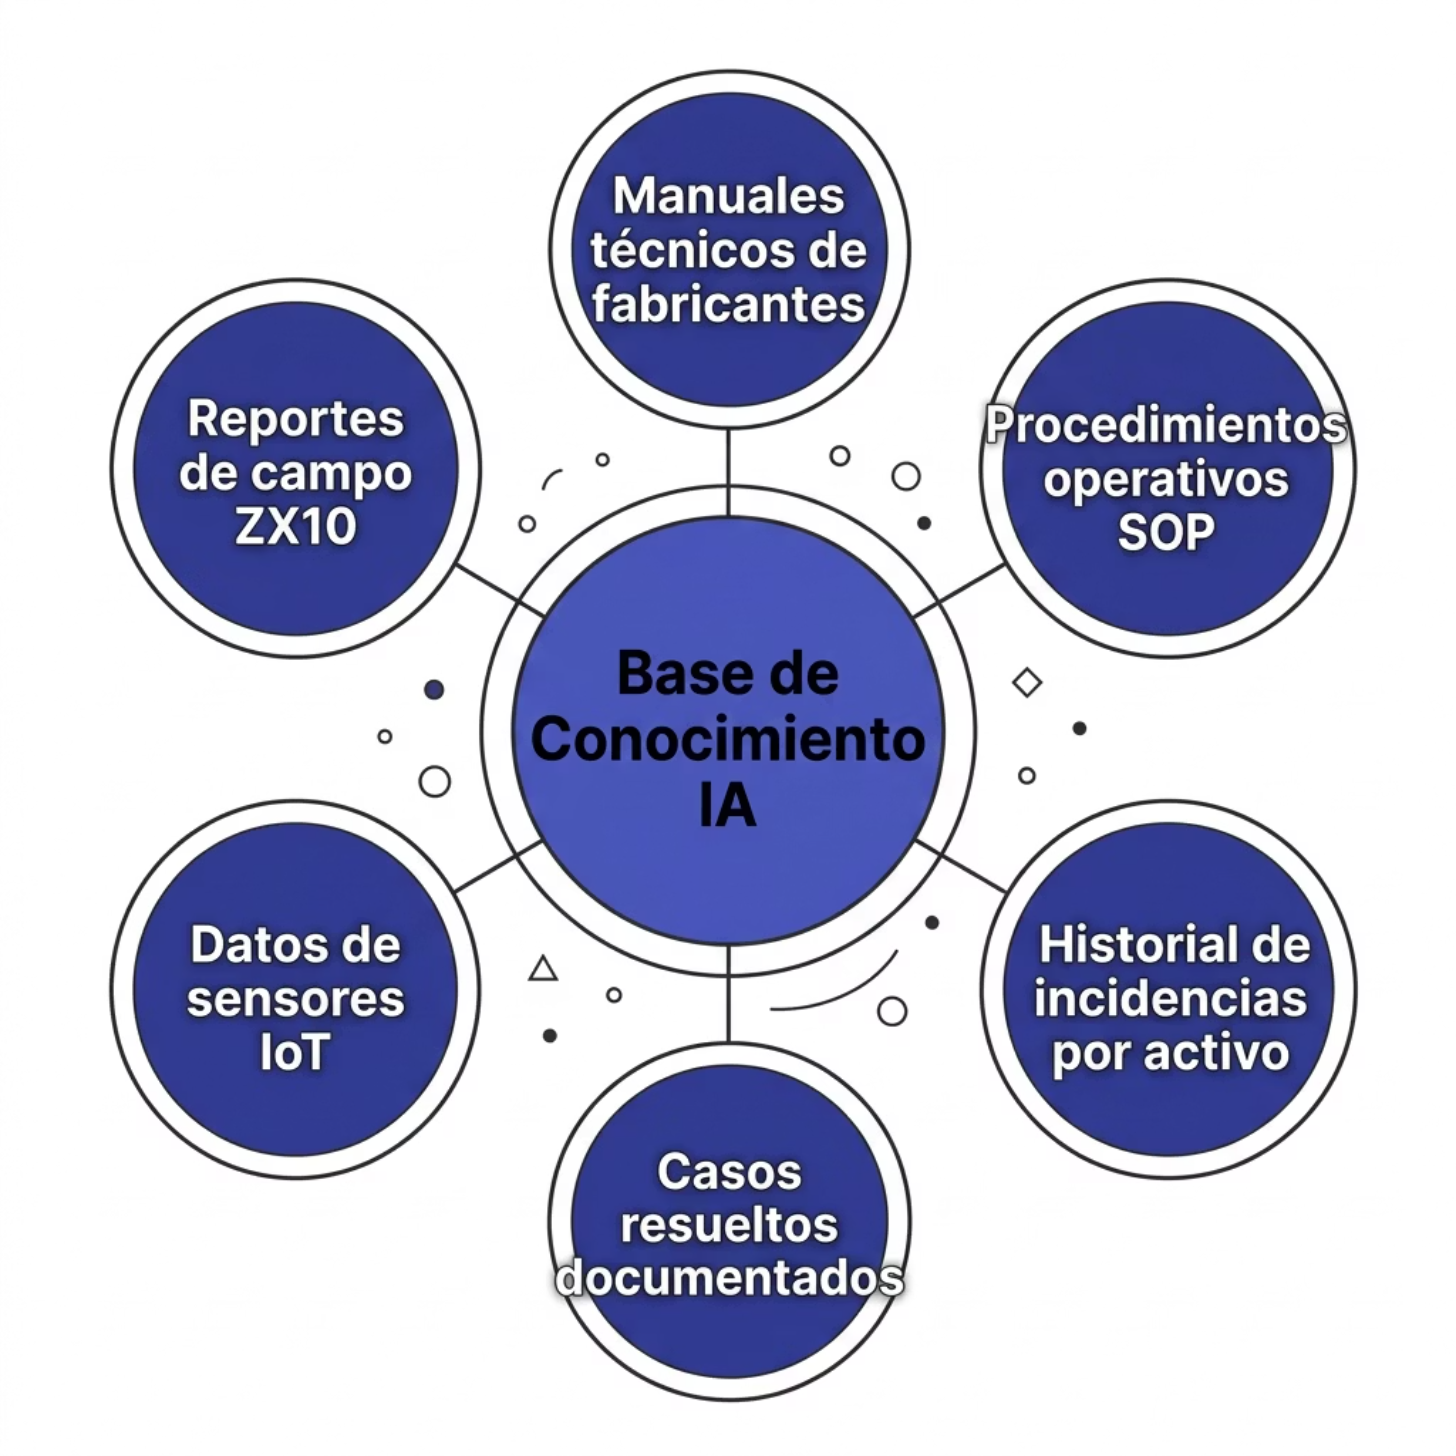 Manuales
técnicos de
fabricantes
Reportes
de campo
ZX10
Procedimientos
operativos
SOP
Base de
Conocimiento
IA
Datos de
sensores
IoT
Historial de
incidencias
por activo
Casos
resueltos
documentados